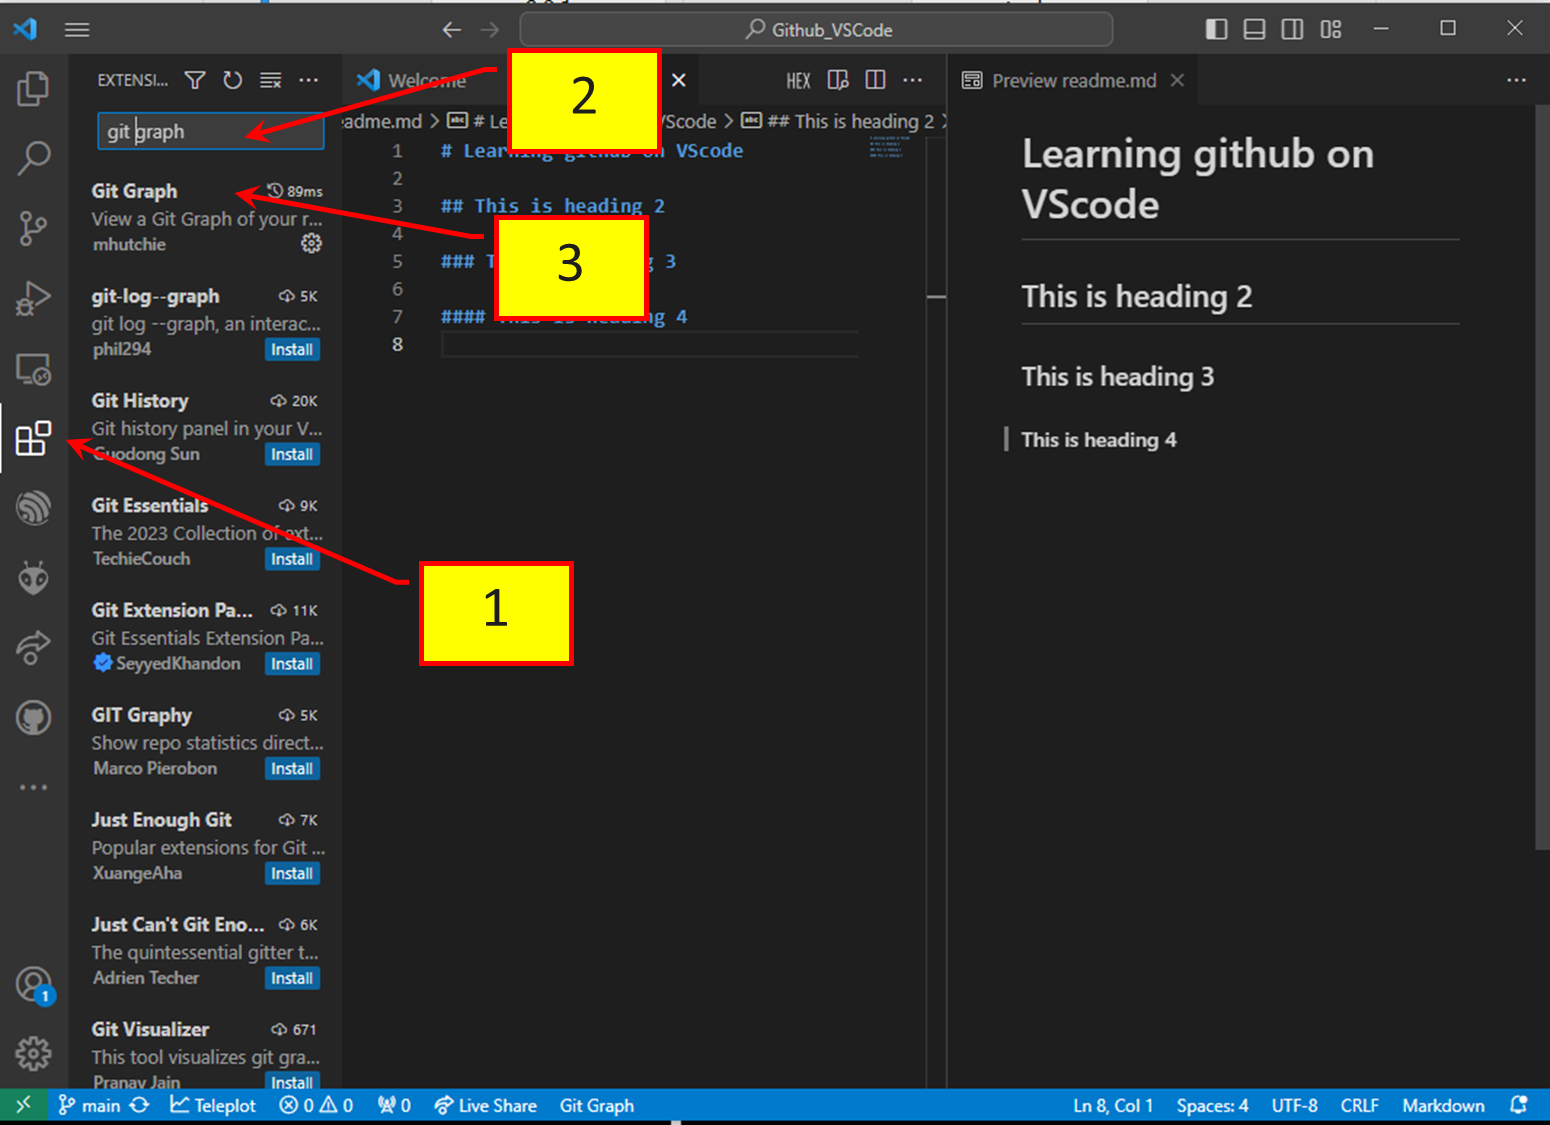 Github_VSCode
EXTENSI...
git graph
Git Graph
89ms
View a Git Graph of your r...
mhutchie
git-log--graph
5K
git log --graph, an interac...
phil294
Install
Git History
20K
Git history panel in your V...
Guodong Sun
Install
Git Essentials
9K
The 2023 Collection of ext...
TechieCouch
Install
Git Extension Pa...
11K
Git Essentials Extension Pa...
SeyyedKhandon
Install
GIT Graphy
5K
Show repo statistics direct...
Marco Pierobon
Install
Just Enough Git
7K
Popular extensions for Git ...
XuangeAha
Install
Just Can't Git Eno...
6K
The quintessential gitter t...
Adrien Techer
Install
Git Visualizer
671
This tool visualizes git gra...
Pranav Jain
Install
1
Welcome
HEX
eadme.md > # Le VScode > ## This is heading 2
1 # Learning github on VScode
2
3 ## This is heading 2
4
5 ### T g 3
6
7 #### This is heading 4
8
2
3
1
Preview readme.md
Learning github on
VScode
This is heading 2
This is heading 3
This is heading 4
main
Teleplot
0
0
0
Live Share
Git Graph
Ln 8, Col 1
Spaces: 4
UTF-8
CRLF
Markdown